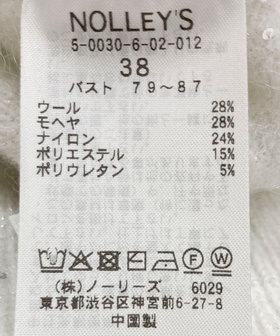 NOLLEY'S
5-0030-6-02-012
38
バスト 79～87
ウール 28%
モヘヤ 28%
ナイロン 24%
ポリエステル 15%
ポリウレタン 5%
F W
(株)ノーリーズ 6029
東京都渋谷区神宮前6-27-8
中国製